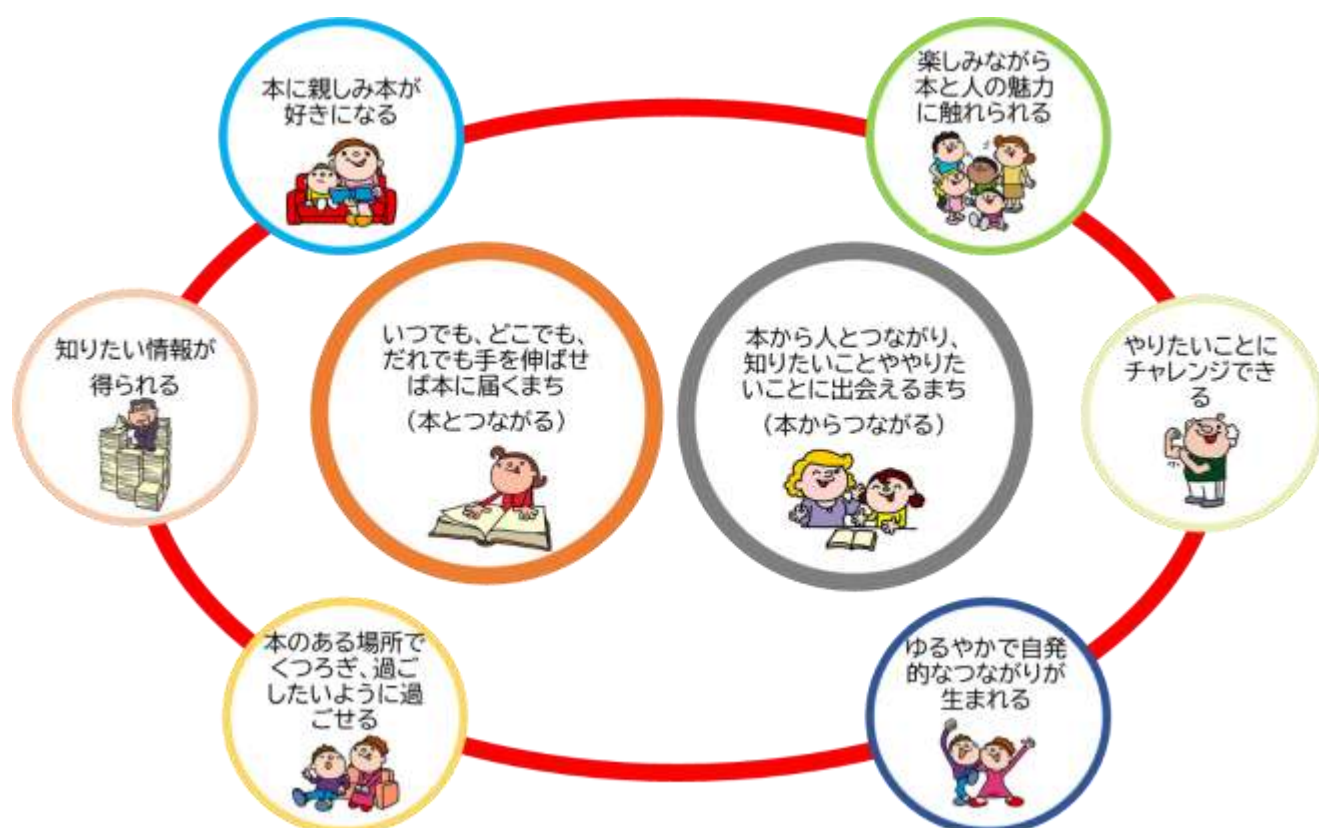 本に親しみ本が
好きになる
楽しみながら
本と人の魅力
に触れられる
知りたい情報が
得られる
いつでも、どこでも、
だれでも手を伸ばせ
ば本に届くまち
（本とつながる）
本から人とつながり、
知りたいことややりた
いことに出会えるまち
（本からつながる）
やりたいことに
チャレンジでき
る
本のある場所で
くつろぎ、過ご
したいように過
ごせる
ゆるやかで自発
的なつながりが
生まれる